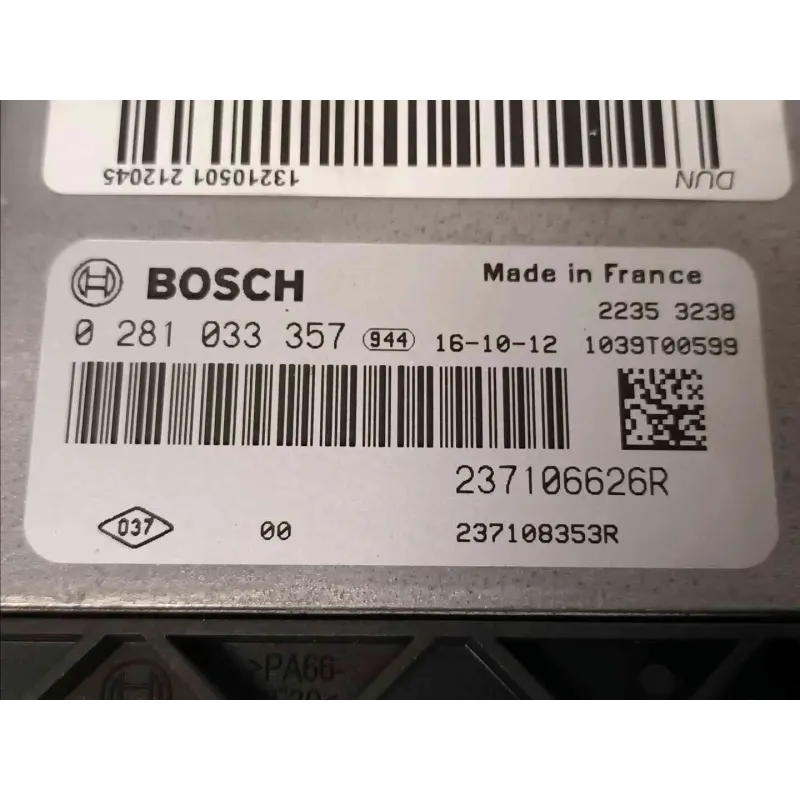 13210501 212045 DUN
BOSCH Made in France
2235 3238
0 281 033 357 944 16-10-12 1039T00599
237106626R
037 00 237108353R
>PA66-